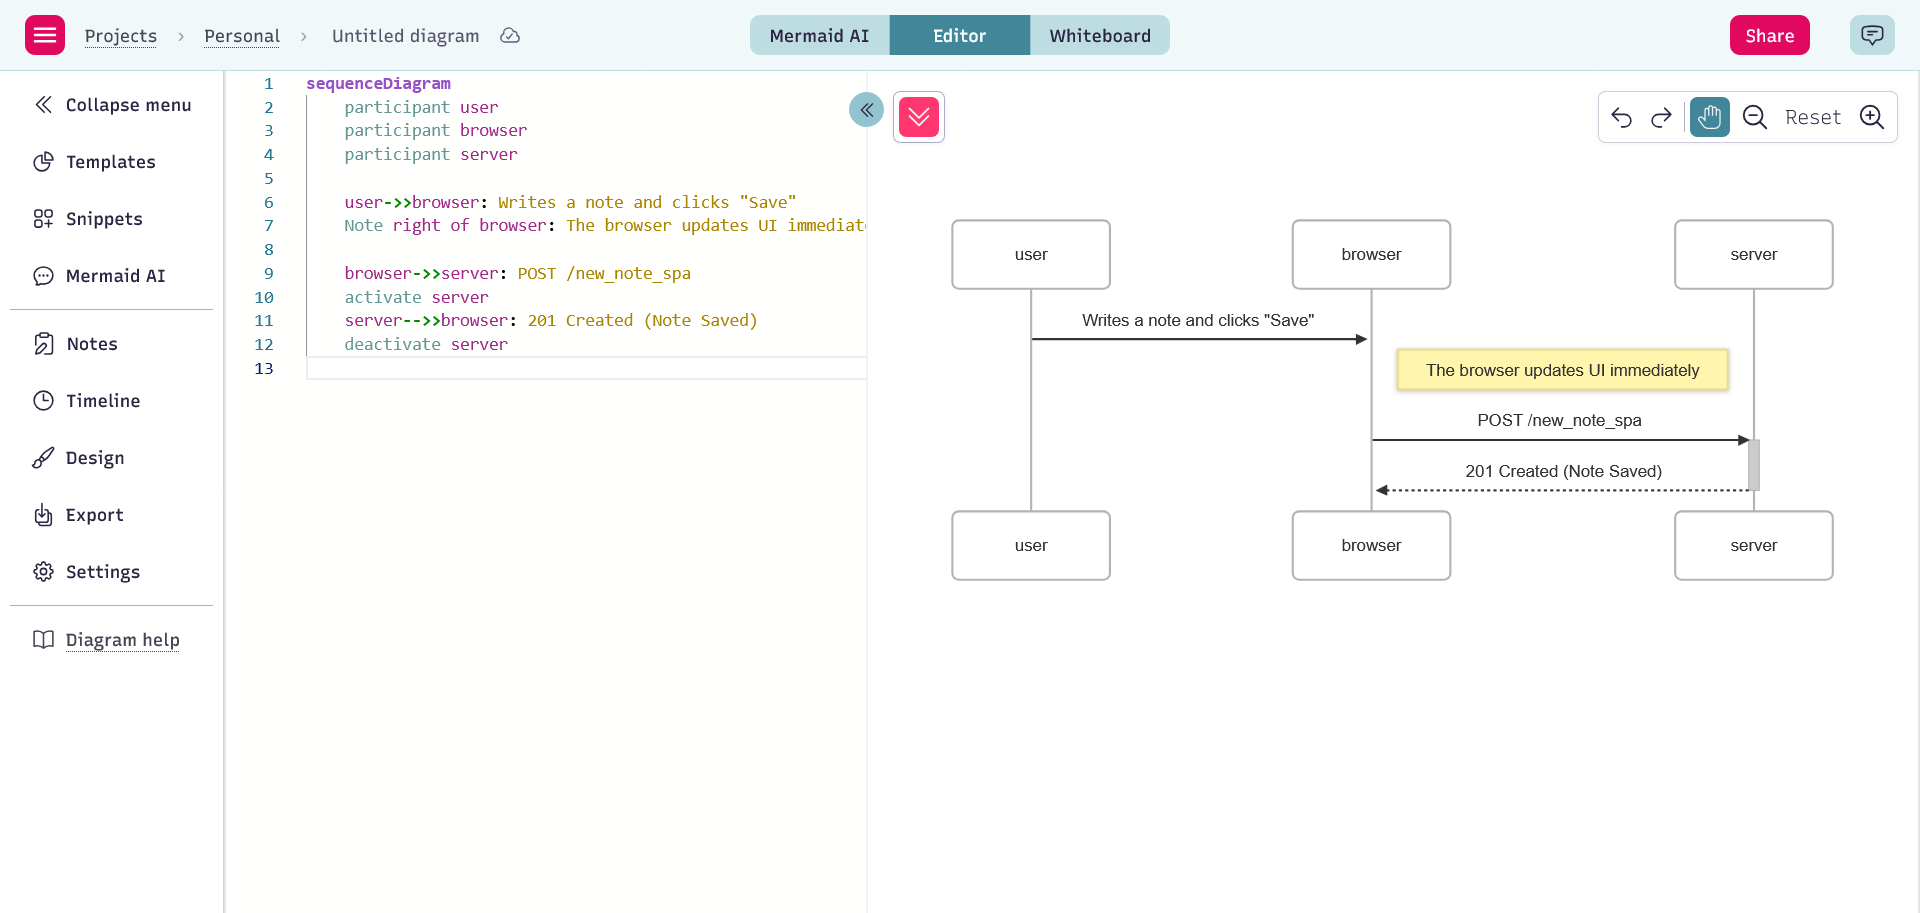 Projects › Personal › Untitled diagram
Mermaid AI
Editor
Whiteboard
Share
Collapse menu
Templates
Snippets
Mermaid AI
Notes
Timeline
Design
Export
Settings
Diagram help
1 sequenceDiagram
2 participant user
3 participant browser
4 participant server
5
6 user->>browser: Writes a note and clicks "Save"
7 Note right of browser: The browser updates UI immediat
8
9 browser->>server: POST /new_note_spa
10 activate server
11 server-->>browser: 201 Created (Note Saved)
12 deactivate server
13
Reset
user
browser
server
Writes a note and clicks "Save"
The browser updates UI immediately
POST /new_note_spa
201 Created (Note Saved)
user
browser
server